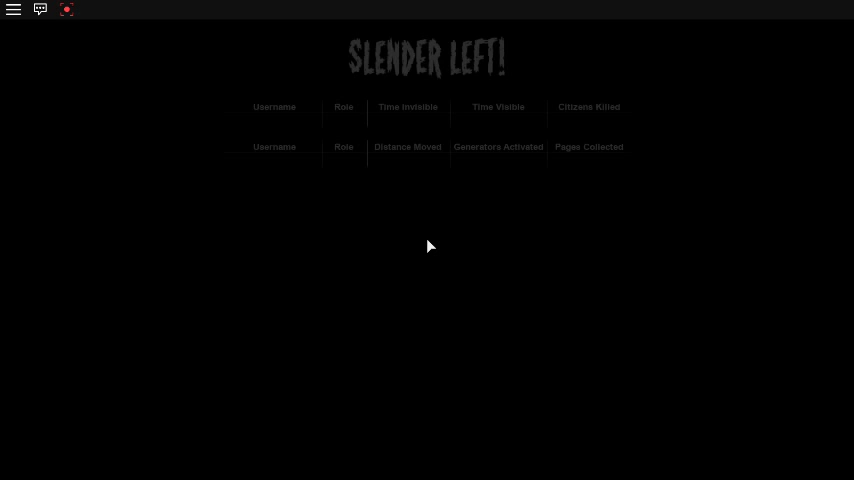 SLENDER LEFT!
Username Role Time Invisible Time Visible Citizens Killed
Username Role Distance Moved Generators Activated Pages Collected